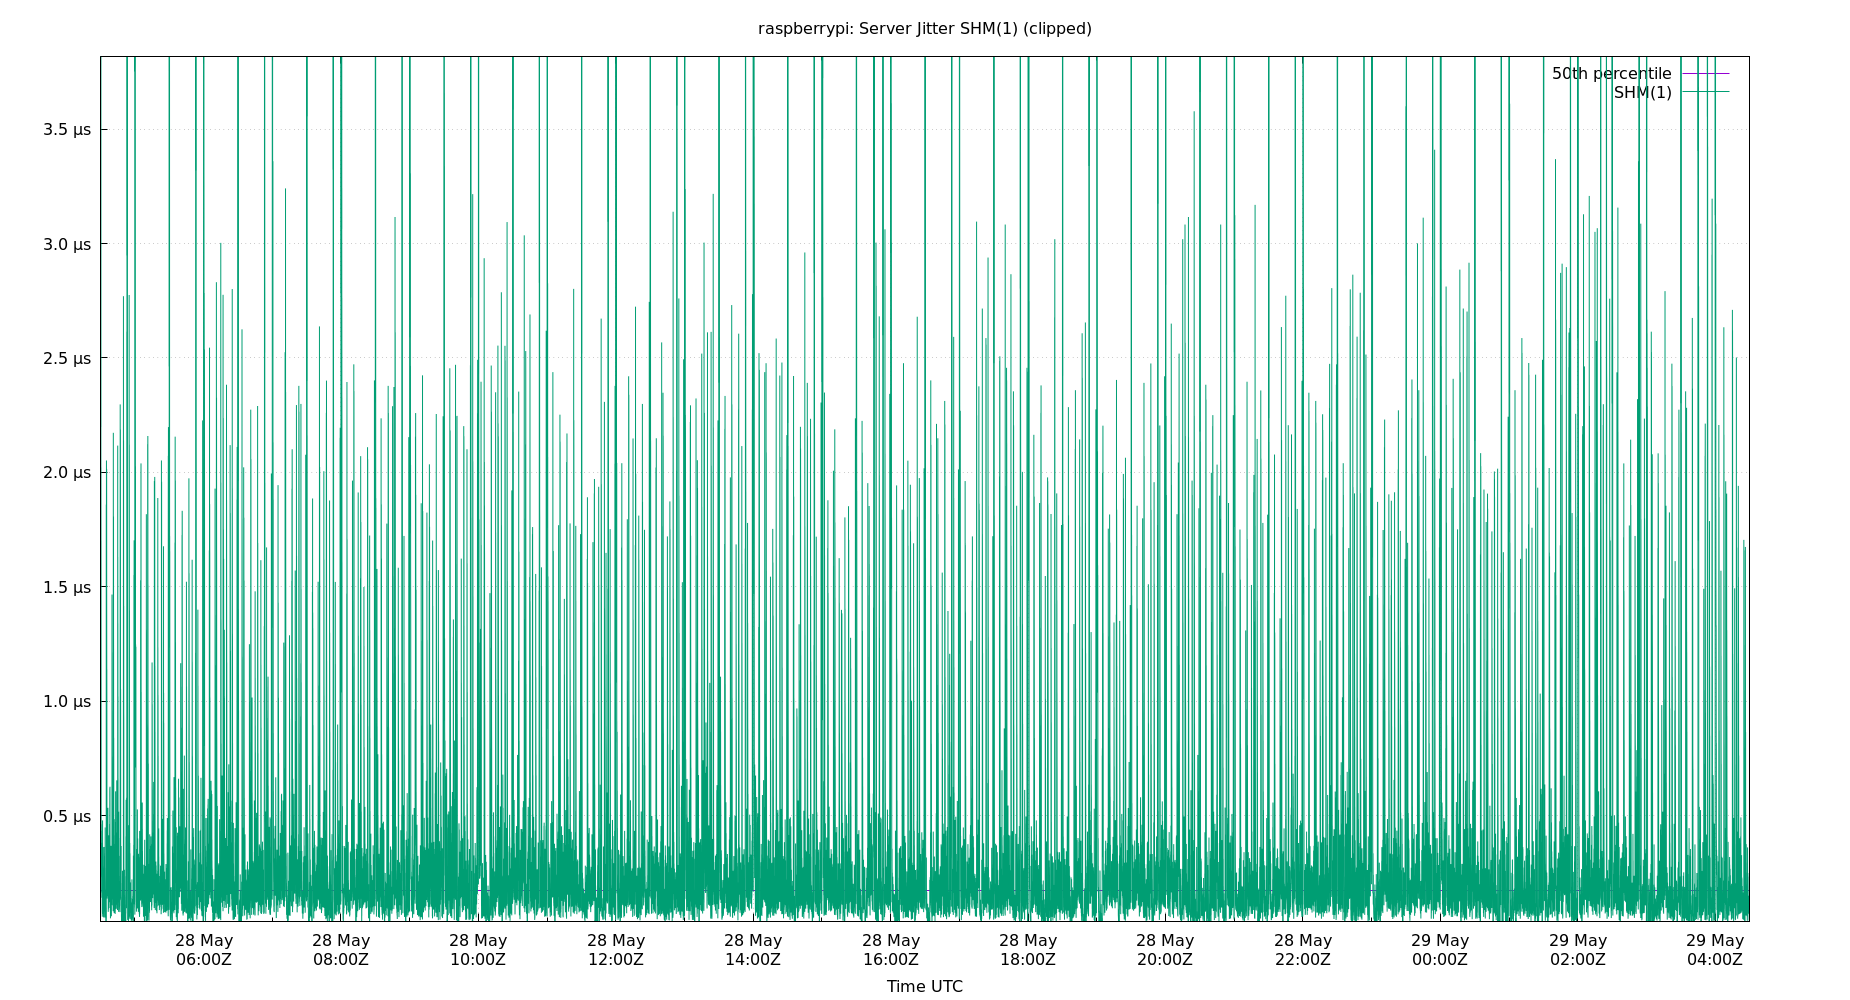 raspberrypi: Server Jitter SHM(1) (clipped)
50th percentile
SHM(1)
3.5 µs
3.0 µs
2.5 µs
2.0 µs
1.5 µs
1.0 µs
0.5 µs
28 May 28 May 28 May 28 May 28 May 28 May 28 May 28 May 28 May 29 May 29 May 29 May
06:00Z 08:00Z 10:00Z 12:00Z 14:00Z 16:00Z 18:00Z 20:00Z 22:00Z 00:00Z 02:00Z 04:00Z
Time UTC